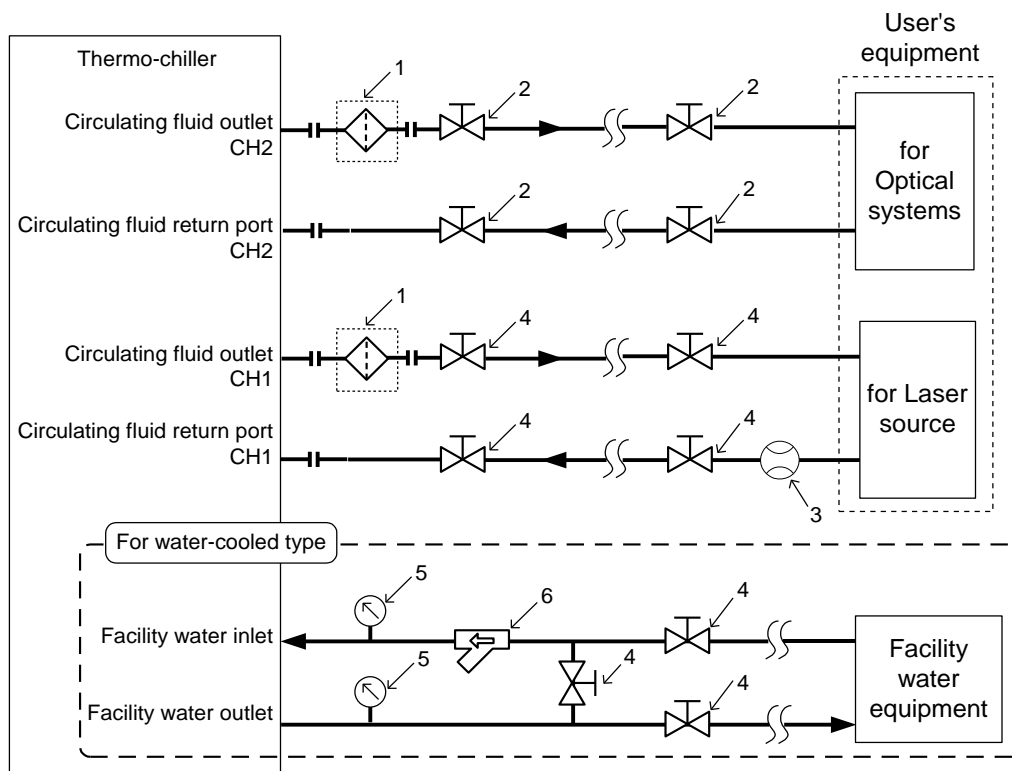 User's
equipment
Thermo-chiller
1
2
2
Circulating fluid outlet
CH2
for
Optical
systems
2
2
Circulating fluid return port
CH2
1
4
4
Circulating fluid outlet
CH1
for Laser
source
Circulating fluid return port
CH1
4
4
3
For water-cooled type
5
6
4
Facility water inlet
Facility
water
equipment
5
4
4
Facility water outlet